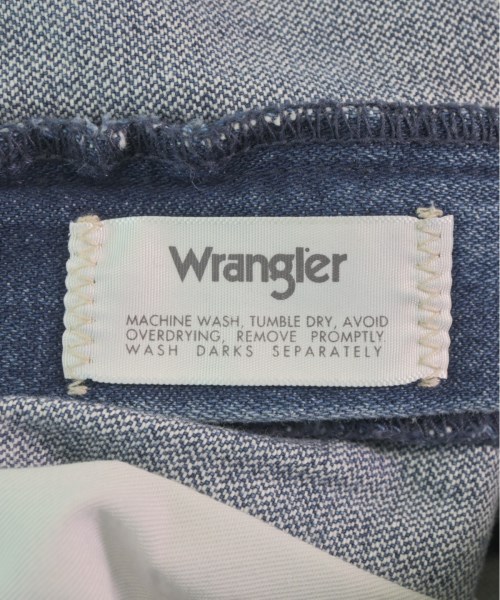 Wrangler
MACHINE WASH, TUMBLE DRY, AVOID
OVERDRYING, REMOVE PROMPTLY.
WASH DARKS SEPARATELY